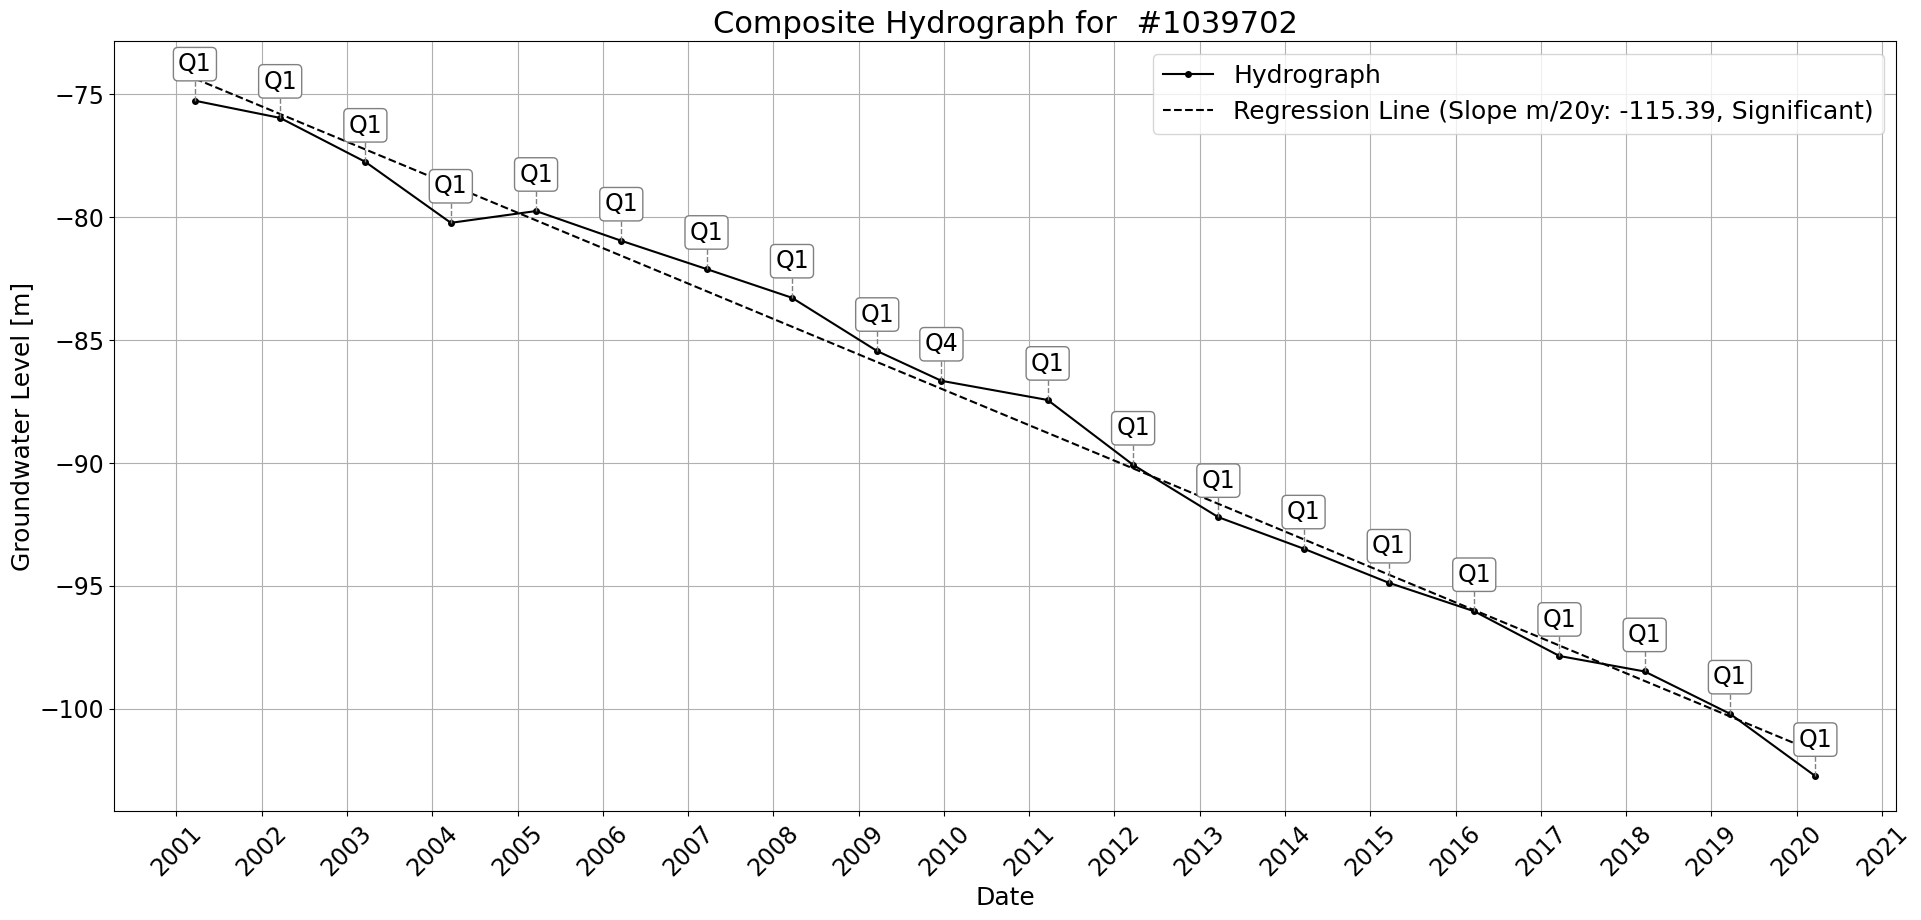 Composite Hydrograph for  #1039702
Hydrograph
Regression Line (Slope m/20y: -115.39, Significant)
Q1
Q1
Q1
Q1
Q1
Q1
Q1
Q1
Q1
Q4
Q1
Q1
Q1
Q1
Q1
Q1
Q1
Q1
Q1
Q1
Groundwater Level [m]
−75
−80
−85
−90
−95
−100
2001
2002
2003
2004
2005
2006
2007
2008
2009
2010
2011
2012
2013
2014
2015
2016
2017
2018
2019
2020
2021
Date